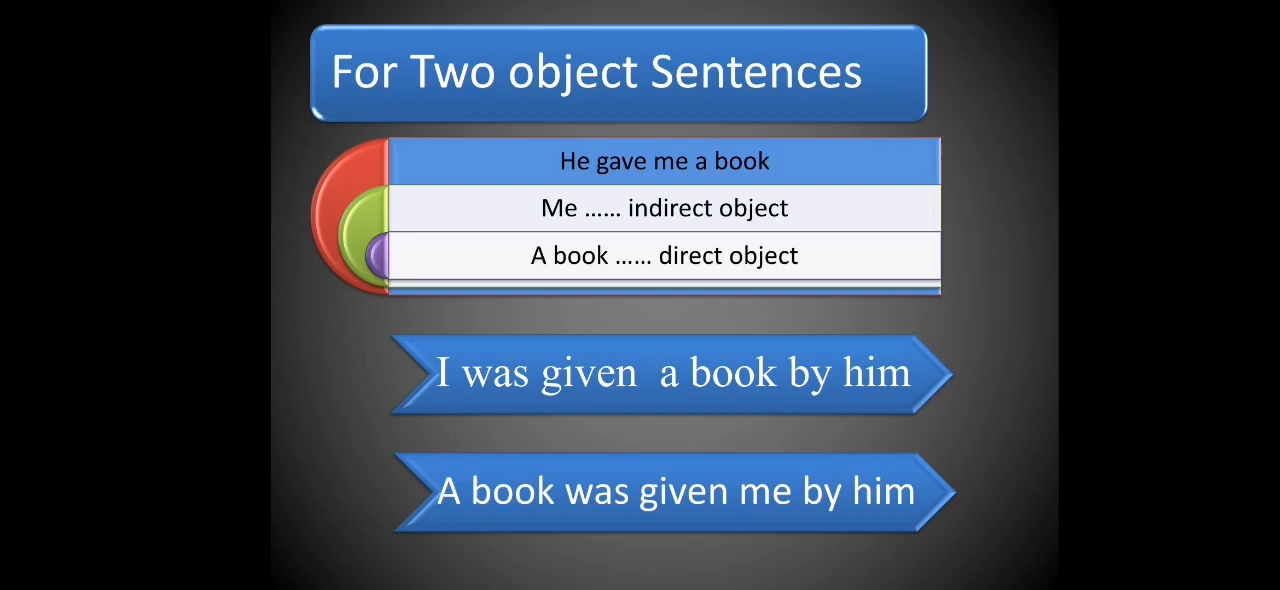 For Two object Sentences
He gave me a book
Me ...... indirect object
A book ...... direct object
I was given  a book by him
A book was given me by him